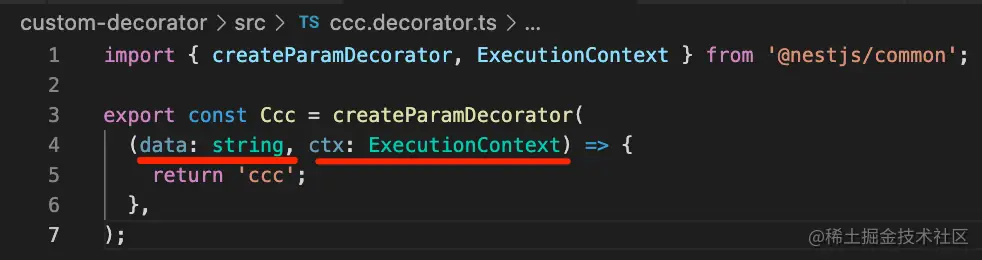 custom-decorator > src > TS ccc.decorator.ts > ...
1 import { createParamDecorator, ExecutionContext } from '@nestjs/common';
2
3 export const Ccc = createParamDecorator(
4 (data: string, ctx: ExecutionContext) => {
5 return 'ccc';
6 },
7 );
@稀土掘金技术社区